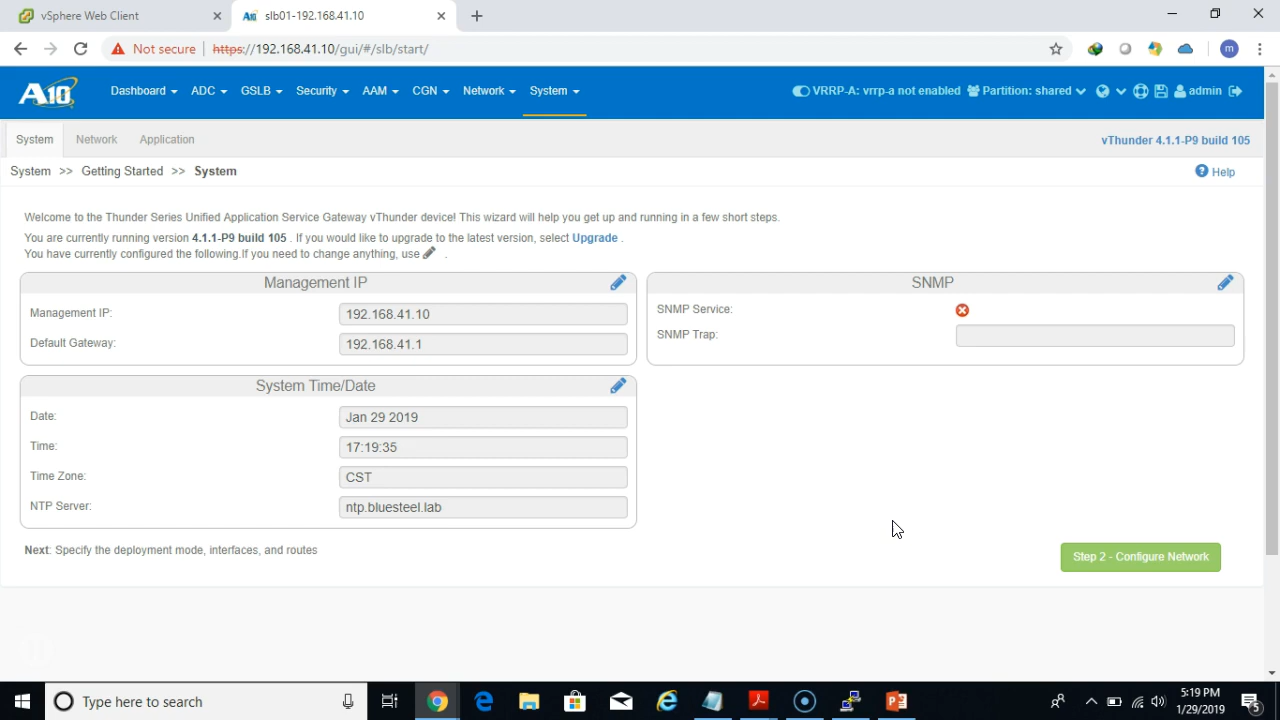 vSphere Web Client
slb01-192.168.41.10
Not secure https://192.168.41.10/gui/#/slb/start/
m
A10
Dashboard ADC GSLB Security AAM CGN Network System
VRRP-A: vrrp-a not enabled Partition: shared admin
System Network Application
vThunder 4.1.1-P9 build 105
System >> Getting Started >> System
Help
Welcome to the Thunder Series Unified Application Service Gateway vThunder device! This wizard will help you get up and running in a few short steps.
You are currently running version 4.1.1-P9 build 105 . If you would like to upgrade to the latest version, select Upgrade .
You have currently configured the following.If you need to change anything, use .
Management IP
Management IP: 192.168.41.10
Default Gateway: 192.168.41.1
SNMP
SNMP Service:
SNMP Trap:
System Time/Date
Date: Jan 29 2019
Time: 17:19:35
Time Zone: CST
NTP Server: ntp.bluesteel.lab
Next: Specify the deployment mode, interfaces, and routes
Step 2 - Configure Network
Type here to search
5:19 PM
1/29/2019
5